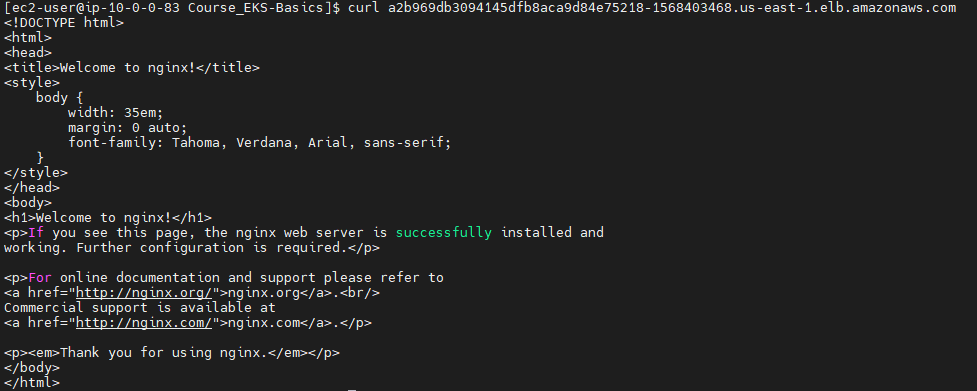 [ec2-user@ip-10-0-0-83 Course_EKS-Basics]$ curl a2b969db3094145dfb8aca9d84e75218-1568403468.us-east-1.elb.amazonaws.com
<!DOCTYPE html>
<html>
<head>
<title>Welcome to nginx!</title>
<style>
    body {
        width: 35em;
        margin: 0 auto;
        font-family: Tahoma, Verdana, Arial, sans-serif;
    }
</style>
</head>
<body>
<h1>Welcome to nginx!</h1>
<p>If you see this page, the nginx web server is successfully installed and
working. Further configuration is required.</p>

<p>For online documentation and support please refer to
<a href="http://nginx.org/">nginx.org</a>.<br/>
Commercial support is available at
<a href="http://nginx.com/">nginx.com</a>.</p>

<p><em>Thank you for using nginx.</em></p>
</body>
</html>